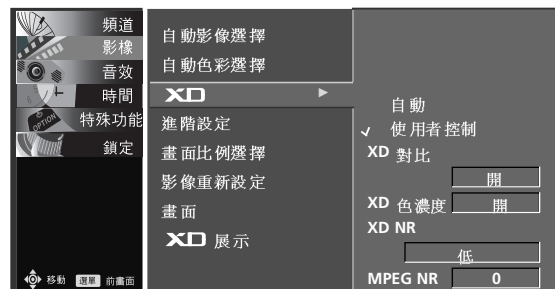 頻道
影像
音效
時間
OPTION
特殊功能
鎖定
移動 選單 前畫面
自動影像選擇
自動色彩選擇
XD ►
進階設定
畫面比例選擇
影像重新設定
畫面
XD 展示
自動
✓ 使用者控制
XD 對比
開
XD 色濃度 開
XD NR
低
MPEG NR 0